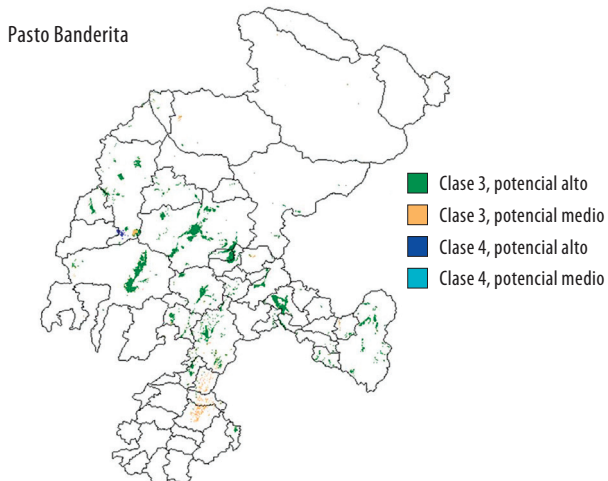 Pasto Banderita
Clase 3, potencial alto
Clase 3, potencial medio
Clase 4, potencial alto
Clase 4, potencial medio